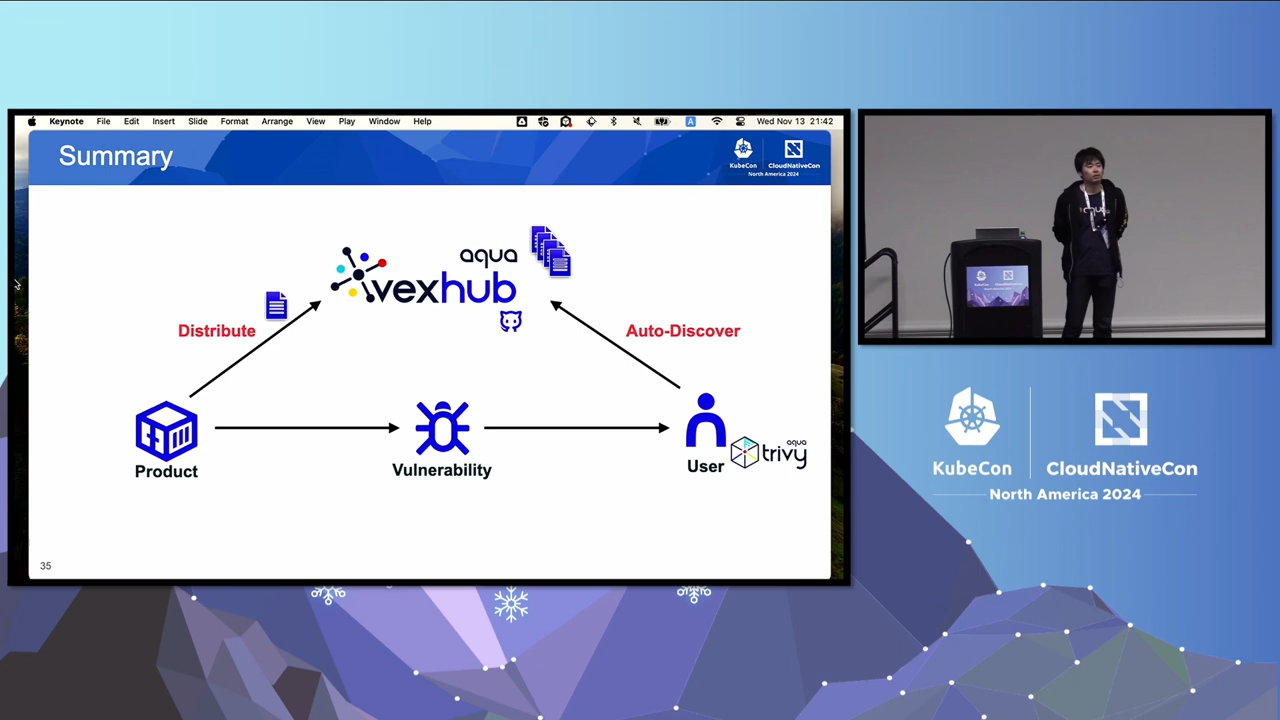 Keynote File Edit Insert Slide Format Arrange View Play Window Help A Wed Nov 13 21:42
Summary
KubeCon CloudNativeCon
North America 2024
aqua
vexhub
Distribute
Auto-Discover
Product
Vulnerability
User
aqua
trivy
35
KubeCon CloudNativeCon
North America 2024